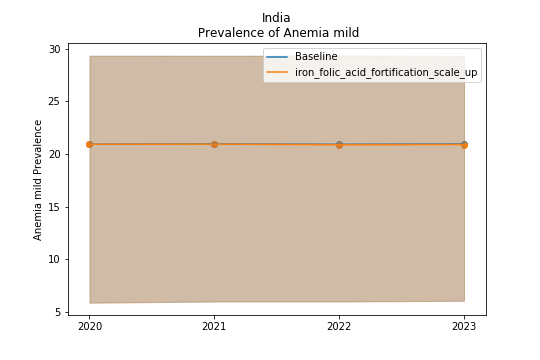 India
Prevalence of Anemia mild
Baseline
iron_folic_acid_fortification_scale_up
Anemia mild Prevalence
30
25
20
15
10
5
2020 2021 2022 2023